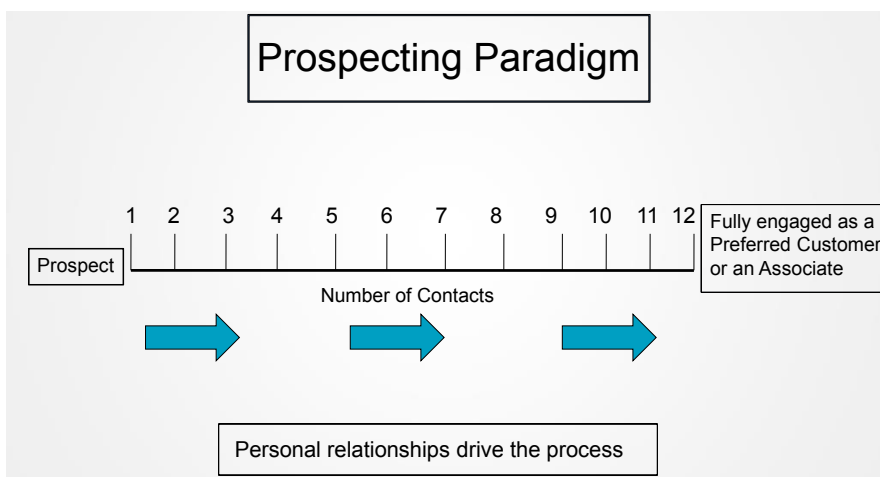 Prospecting Paradigm
1 2 3 4 5 6 7 8 9 10 11 12
Prospect
Fully engaged as a
Preferred Customer
or an Associate
Number of Contacts
Personal relationships drive the process